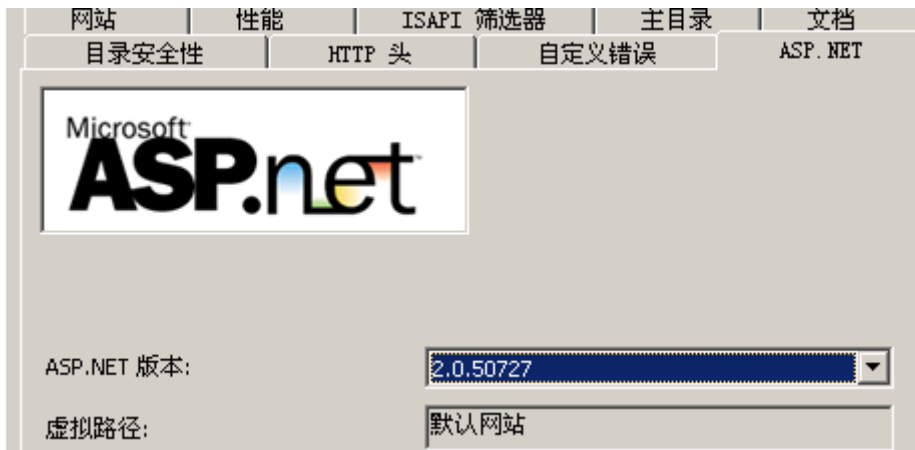 网站 性能 ISAPI 筛选器 主目录 文档
目录安全性 HTTP 头 自定义错误 ASP.NET
Microsoft
ASP.net
ASP.NET 版本: 2.0.50727
虚拟路径: 默认网站